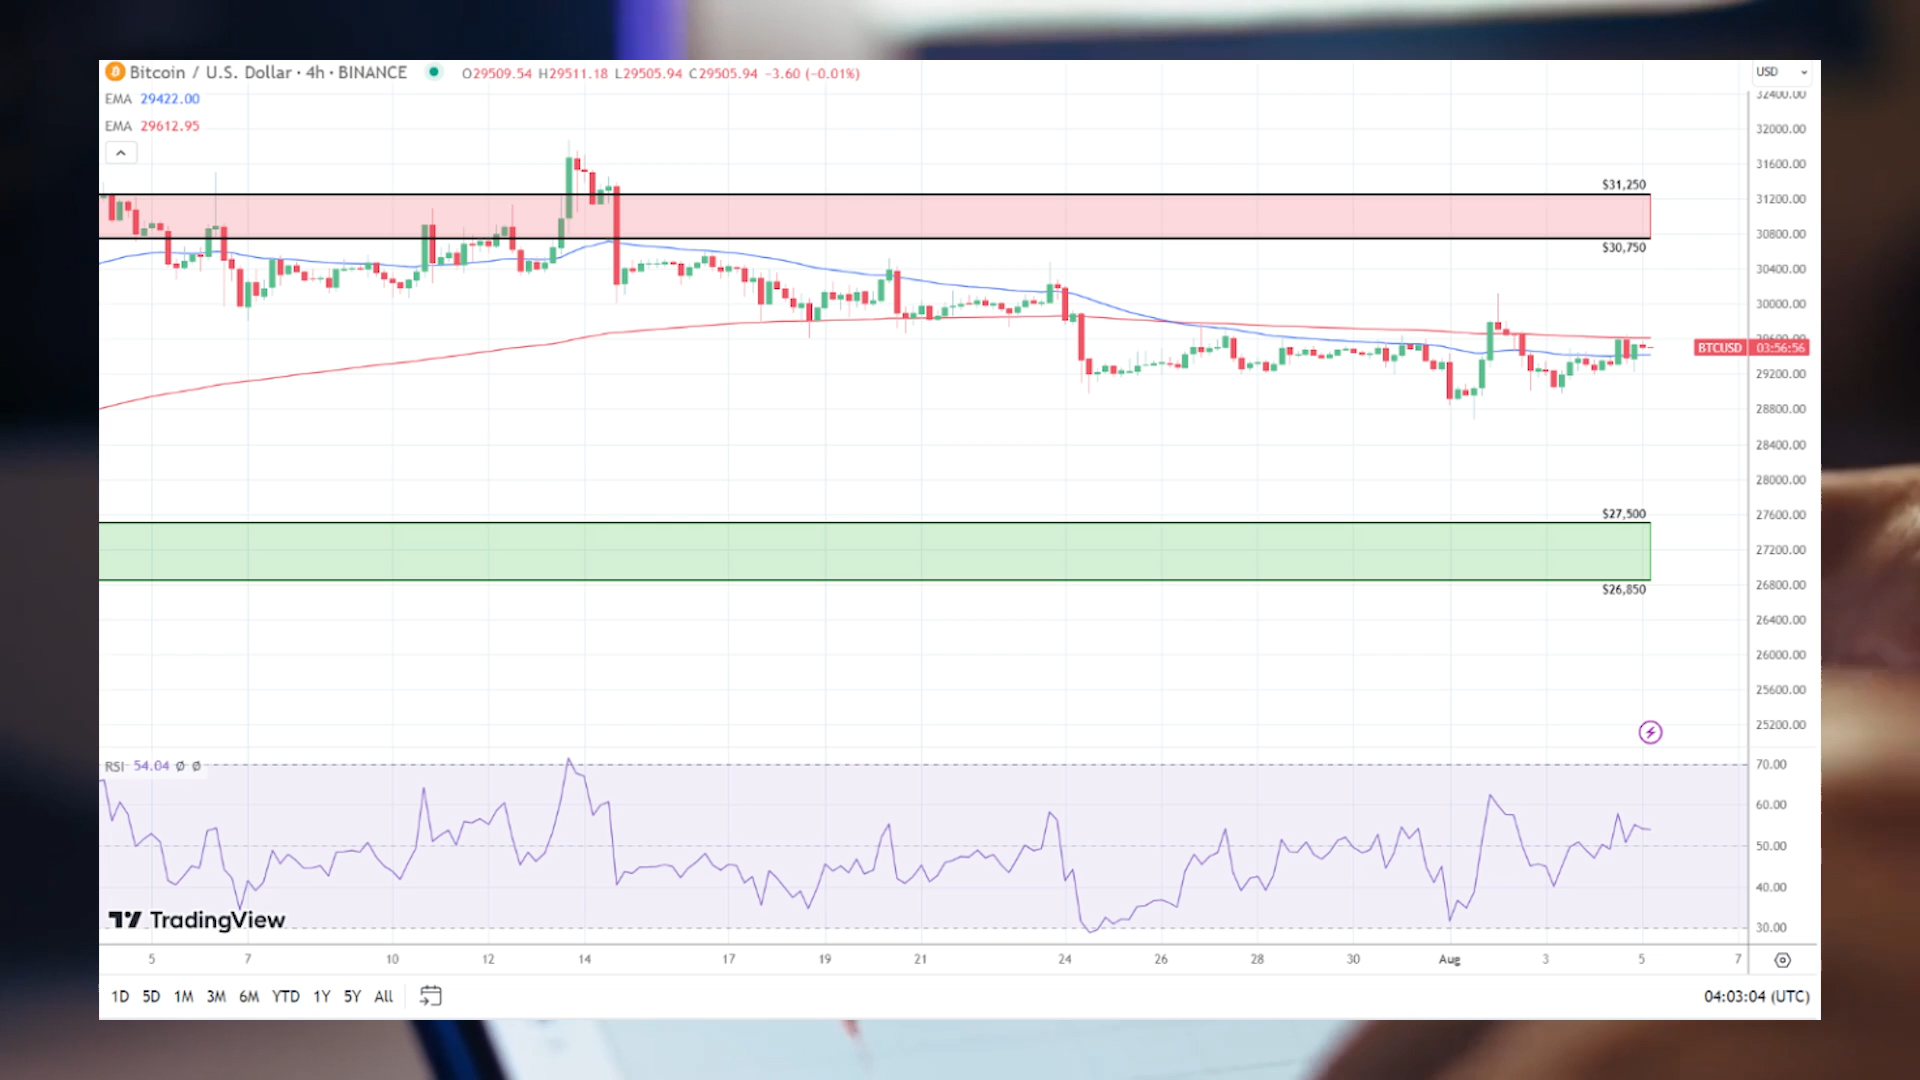 Bitcoin / U.S. Dollar · 4h · BINANCE O29509.54 H29511.18 L29505.94 C29505.94 −3.60 (−0.01%)
USD
EMA 29422.00
EMA 29612.95
32400.00
32000.00
31600.00
31200.00
30800.00
30400.00
30000.00
29600.00
29200.00
28800.00
28400.00
28000.00
27600.00
27200.00
26800.00
26400.00
26000.00
25600.00
25200.00
$31,250
$30,750
BTCUSD 03:56:56
$27,500
$26,850
RSI 54.04 Ø Ø
70.00
60.00
50.00
40.00
30.00
TradingView
5 7 10 12 14 17 19 21 24 26 28 30 Aug 3 5 7
1D 5D 1M 3M 6M YTD 1Y 5Y All
04:03:04 (UTC)